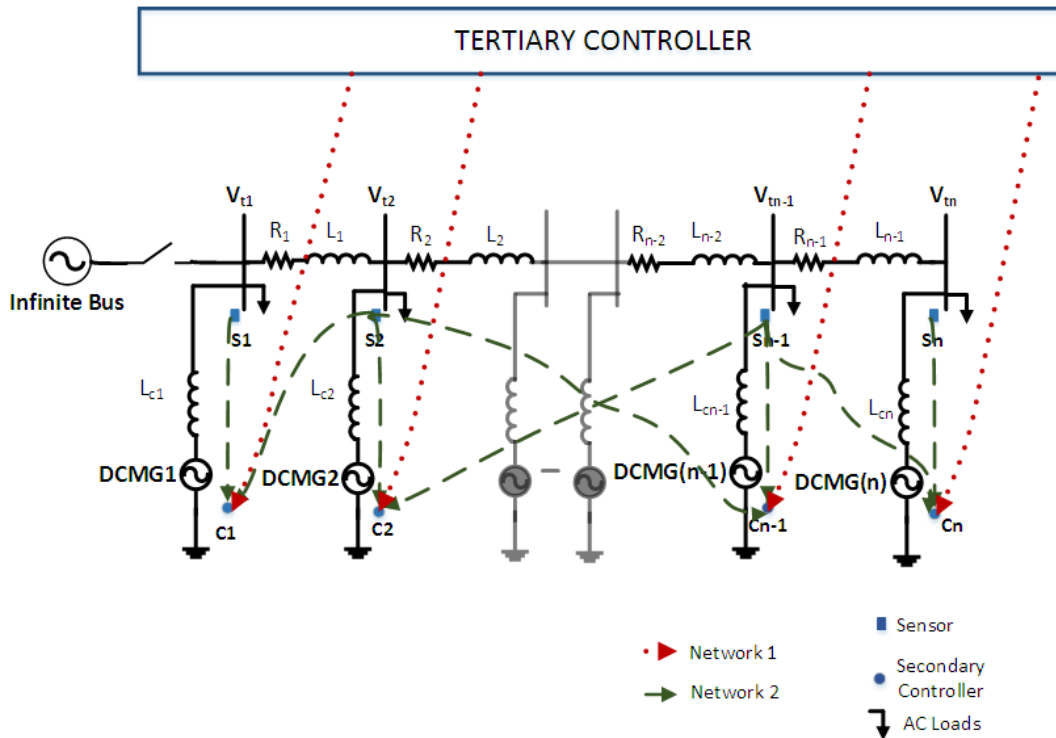 TERTIARY CONTROLLER
Vt1
Vt2
Vtn-1
Vtn
R1
L1
R2
L2
Rn-2
Ln-2
Rn-1
Ln-1
Infinite Bus
S1
S2
Sn-1
Sn
Lc1
Lc2
Lcn-1
Lcn
DCMG1
DCMG2
DCMG(n-1)
DCMG(n)
C1
C2
Cn-1
Cn
Sensor
Network 1
Secondary
Controller
Network 2
AC Loads